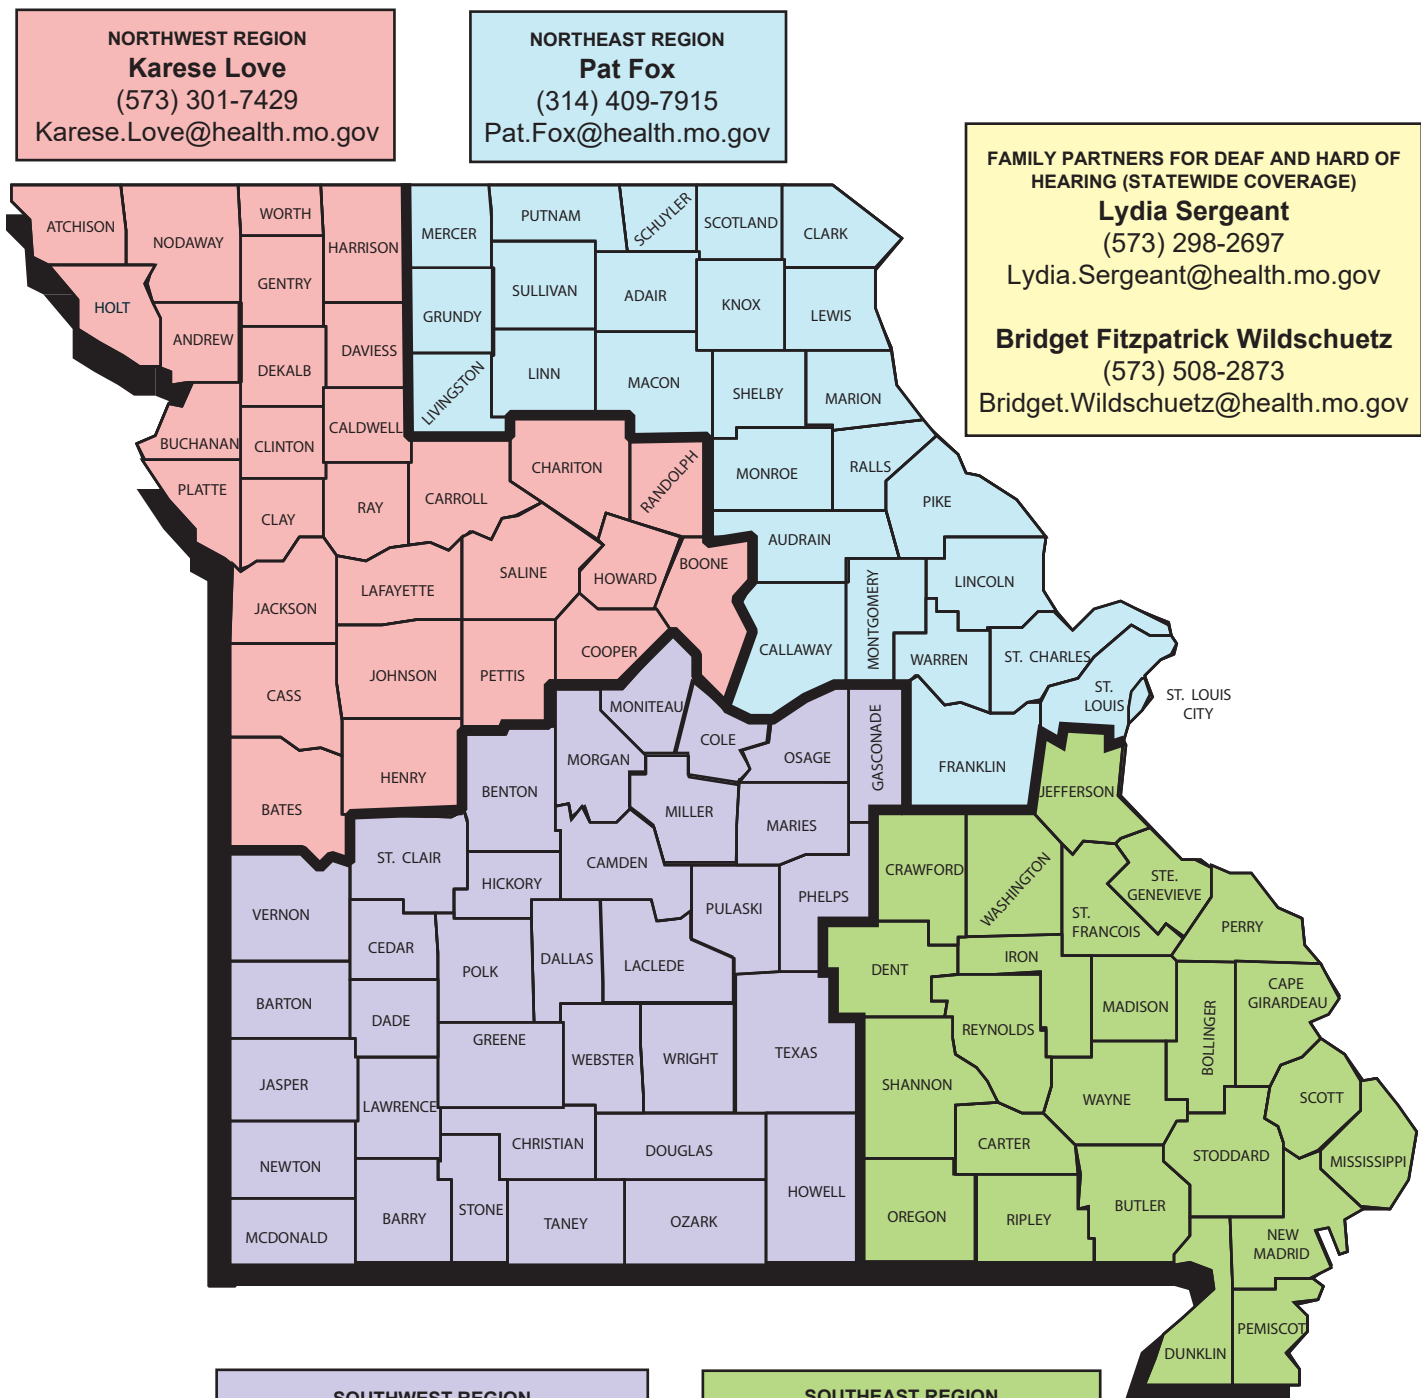 NORTHWEST REGION
Karese Love
(573) 301-7429
Karese.Love@health.mo.gov
NORTHEAST REGION
Pat Fox
(314) 409-7915
Pat.Fox@health.mo.gov
FAMILY PARTNERS FOR DEAF AND HARD OF
HEARING (STATEWIDE COVERAGE)
Lydia Sergeant
(573) 298-2697
Lydia.Sergeant@health.mo.gov
Bridget Fitzpatrick Wildschuetz
(573) 508-2873
Bridget.Wildschuetz@health.mo.gov
ATCHISON
NODAWAY
WORTH
HARRISON
MERCER
PUTNAM
SCHUYLER
SCOTLAND
CLARK
HOLT
GENTRY
GRUNDY
SULLIVAN
ADAIR
KNOX
LEWIS
ANDREW
DEKALB
DAVIESS
LIVINGSTON
LINN
MACON
SHELBY
MARION
BUCHANAN
CLINTON
CALDWELL
CHARITON
RANDOLPH
MONROE
RALLS
PIKE
PLATTE
CLAY
RAY
CARROLL
AUDRAIN
SALINE
HOWARD
BOONE
LINCOLN
JACKSON
LAFAYETTE
MONTGOMERY
CALLAWAY
WARREN
ST. CHARLES
COOPER
CASS
JOHNSON
PETTIS
ST.
LOUIS
ST. LOUIS
CITY
MONITEAU
COLE
OSAGE
GASCONADE
FRANKLIN
BATES
HENRY
BENTON
MORGAN
MILLER
MARIES
JEFFERSON
ST. CLAIR
HICKORY
CAMDEN
PULASKI
PHELPS
CRAWFORD
WASHINGTON
STE.
GENEVIEVE
ST.
FRANCOIS
PERRY
VERNON
CEDAR
POLK
DALLAS
LACLEDE
DENT
IRON
MADISON
BOLLINGER
CAPE
GIRARDEAU
BARTON
DADE
GREENE
WEBSTER
WRIGHT
TEXAS
REYNOLDS
JASPER
LAWRENCE
SHANNON
WAYNE
SCOTT
CHRISTIAN
DOUGLAS
CARTER
STODDARD
MISSISSIPPI
NEWTON
BARRY
STONE
TANEY
OZARK
HOWELL
OREGON
RIPLEY
BUTLER
NEW
MADRID
MCDONALD
PEMISCOT
DUNKLIN
SOUTHWEST REGION
SOUTHEAST REGION